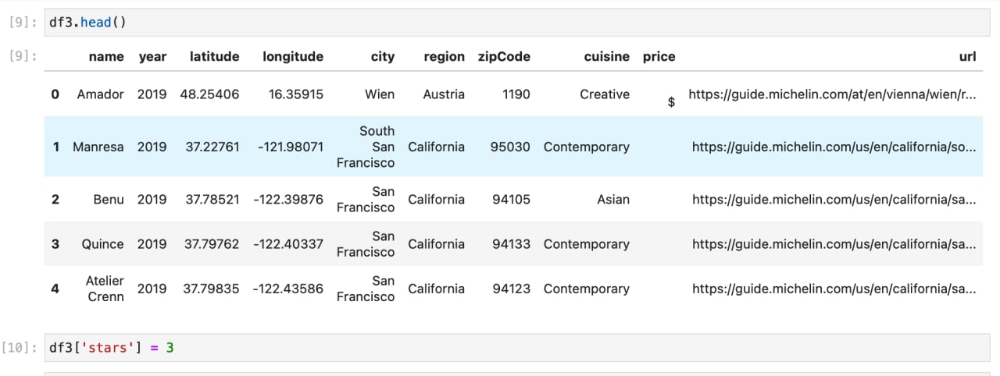 [9]: df3.head()
[9]: name year latitude longitude city region zipCode cuisine price url
0 Amador 2019 48.25406 16.35915 Wien Austria 1190 Creative $ https://guide.michelin.com/at/en/vienna/wien/r...
South
1 Manresa 2019 37.22761 -121.98071 San California 95030 Contemporary https://guide.michelin.com/us/en/california/so...
Francisco
San
2 Benu 2019 37.78521 -122.39876 California 94105 Asian https://guide.michelin.com/us/en/california/sa...
Francisco
San
3 Quince 2019 37.79762 -122.40337 California 94133 Contemporary https://guide.michelin.com/us/en/california/sa...
Francisco
Atelier San
4 2019 37.79835 -122.43586 California 94123 Contemporary https://guide.michelin.com/us/en/california/sa...
Crenn Francisco
[10]: df3['stars'] = 3